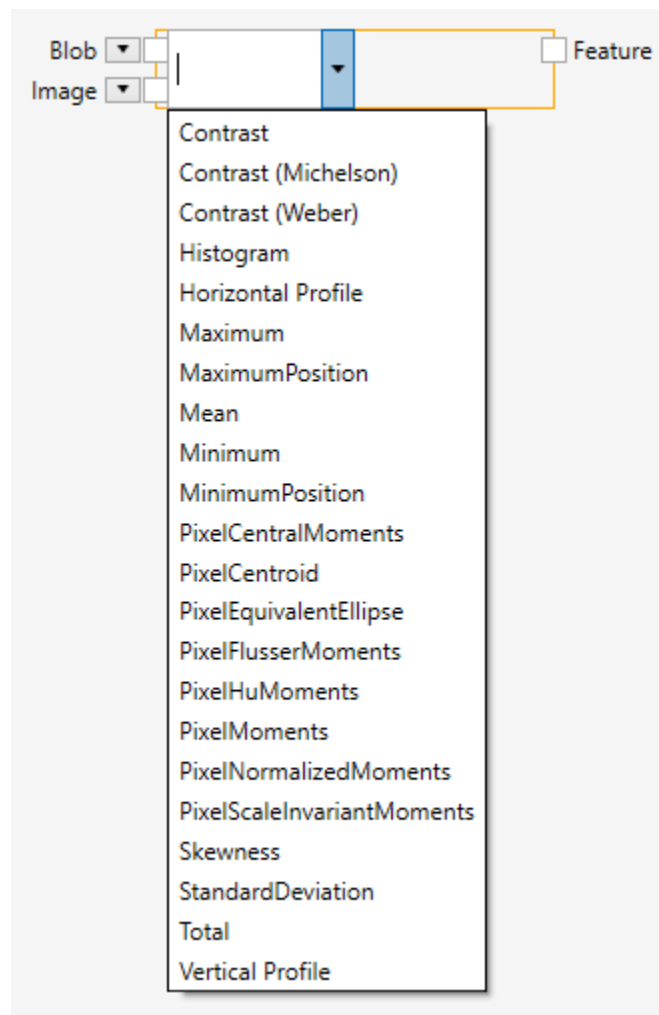 Blob
Feature
Image
Contrast
Contrast (Michelson)
Contrast (Weber)
Histogram
Horizontal Profile
Maximum
MaximumPosition
Mean
Minimum
MinimumPosition
PixelCentralMoments
PixelCentroid
PixelEquivalentEllipse
PixelFlusserMoments
PixelHuMoments
PixelMoments
PixelNormalizedMoments
PixelScaleInvariantMoments
Skewness
StandardDeviation
Total
Vertical Profile